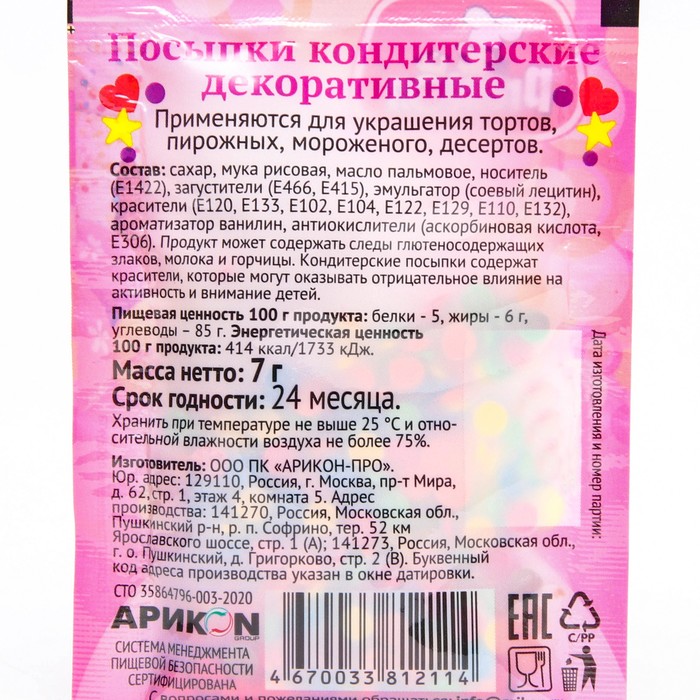 Посыпки кондитерские
декоративные
Применяются для украшения тортов,
пирожных, мороженого, десертов.
Состав: сахар, мука рисовая, масло пальмовое, носитель
(Е1422), загустители (Е466, Е415), эмульгатор (соевый лецитин),
красители (Е120, Е133, Е102, Е104, Е122, Е129, Е110, Е132),
ароматизатор ванилин, антиокислители (аскорбиновая кислота,
Е306). Продукт может содержать следы глютеносодержащих
злаков, молока и горчицы. Кондитерские посыпки содержат
красители, которые могут оказывать отрицательное влияние на
активность и внимание детей.
Пищевая ценность 100 г продукта: белки - 5, жиры - 6 г,
углеводы – 85 г. Энергетическая ценность
100 г продукта: 414 ккал/1733 кДж.
Масса нетто: 7 г
Срок годности: 24 месяца.
Хранить при температуре не выше 25 °С и отно-
сительной влажности воздуха не более 75%.
Изготовитель: ООО ПК «АРИКОН-ПРО».
Юр. адрес: 129110, Россия, г. Москва, пр-т Мира,
д. 62, стр. 1, этаж 4, комната 5. Адрес
производства: 141270, Россия, Московская обл.,
Пушкинский р-н, р. п. Софрино, тер. 52 км
Ярославского шоссе, стр. 1 (А); 141273, Россия, Московская обл.,
г. о. Пушкинский, д. Григорково, стр. 2 (В). Буквенный
код адреса производства указан в окне датировки.
Дата изготовления и номер партии:
СТО 35864796-003-2020
АРИКОN
GROUP
СИСТЕМА МЕНЕДЖМЕНТА
ПИЩЕВОЙ БЕЗОПАСНОСТИ
СЕРТИФИЦИРОВАНА
4 670033 812114
ЕАС
C/PP
С вопросами и пожеланиями обращаться: